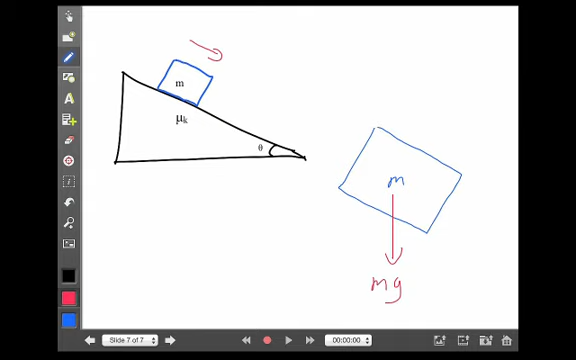 m
μk
θ
m
mg
Slide 7 of 7
00:00:00